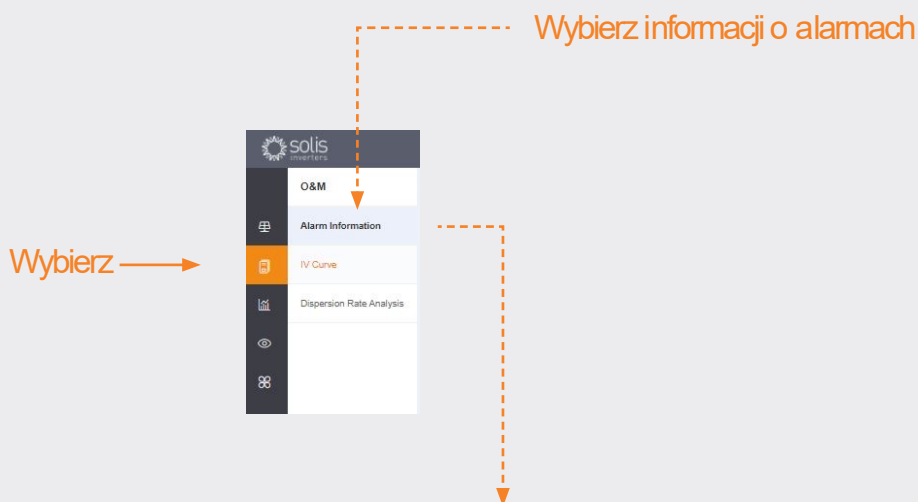 Wybierz informacji o alarmach
solis
inverters
O&M
Alarm Information
Wybierz
IV Curve
Dispersion Rate Analysis